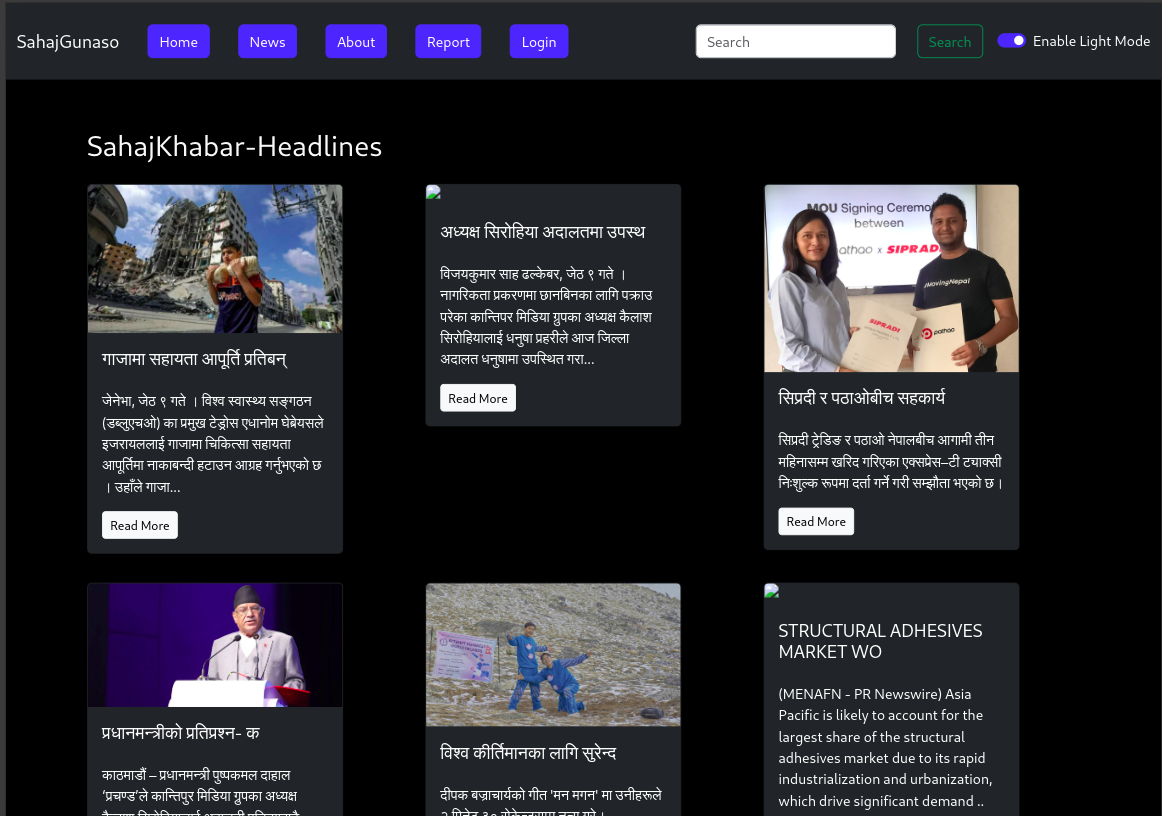 SahajGunaso
Home
News
About
Report
Login
Search
Search
Enable Light Mode
SahajKhabar-Headlines
गाजामा सहायता आपूर्ति प्रतिबन्
जेनेभा, जेठ ९ गते । विश्व स्वास्थ्य सङ्गठन
(डब्लुएचओ) का प्रमुख टेड्रोस एधानोम घेब्रेयसले
इजरायललाई गाजामा चिकित्सा सहायता
आपूर्तिमा नाकाबन्दी हटाउन आग्रह गर्नुभएको छ
। उहाँले गाजा...
Read More
अध्यक्ष सिरोहिया अदालतमा उपस्थ
विजयकुमार साह ढल्केबर, जेठ ९ गते ।
नागरिकता प्रकरणमा छानबिनका लागि पक्राउ
परेका कान्तिपर मिडिया ग्रुपका अध्यक्ष कैलाश
सिरोहियालाई धनुषा प्रहरीले आज जिल्ला
अदालत धनुषामा उपस्थित गरा...
Read More
MOU Signing Ceremo
between
athao x SIPRAD
#MovingNepal
SIPRADI
pathao
सिप्रदी र पठाओबीच सहकार्य
सिप्रदी ट्रेडिङ र पठाओ नेपालबीच आगामी तीन
महिनासम्म खरिद गरिएका एक्सप्रेस–टी ट्याक्सी
निःशुल्क रूपमा दर्ता गर्ने गरी सम्झौता भएको छ।
Read More
प्रधानमन्त्रीको प्रतिप्रश्न- क
काठमाडौं – प्रधानमन्त्री पुष्पकमल दाहाल
‘प्रचण्ड’ले कान्तिपुर मिडिया ग्रुपका अध्यक्ष
विश्व कीर्तिमानका लागि सुरेन्द
दीपक बज्राचार्यको गीत 'मन मगन' मा उनीहरूले
STRUCTURAL ADHESIVES
MARKET WO
(MENAFN - PR Newswire) Asia
Pacific is likely to account for the
largest share of the structural
adhesives market due to its rapid
industrialization and urbanization,
which drive significant demand ..